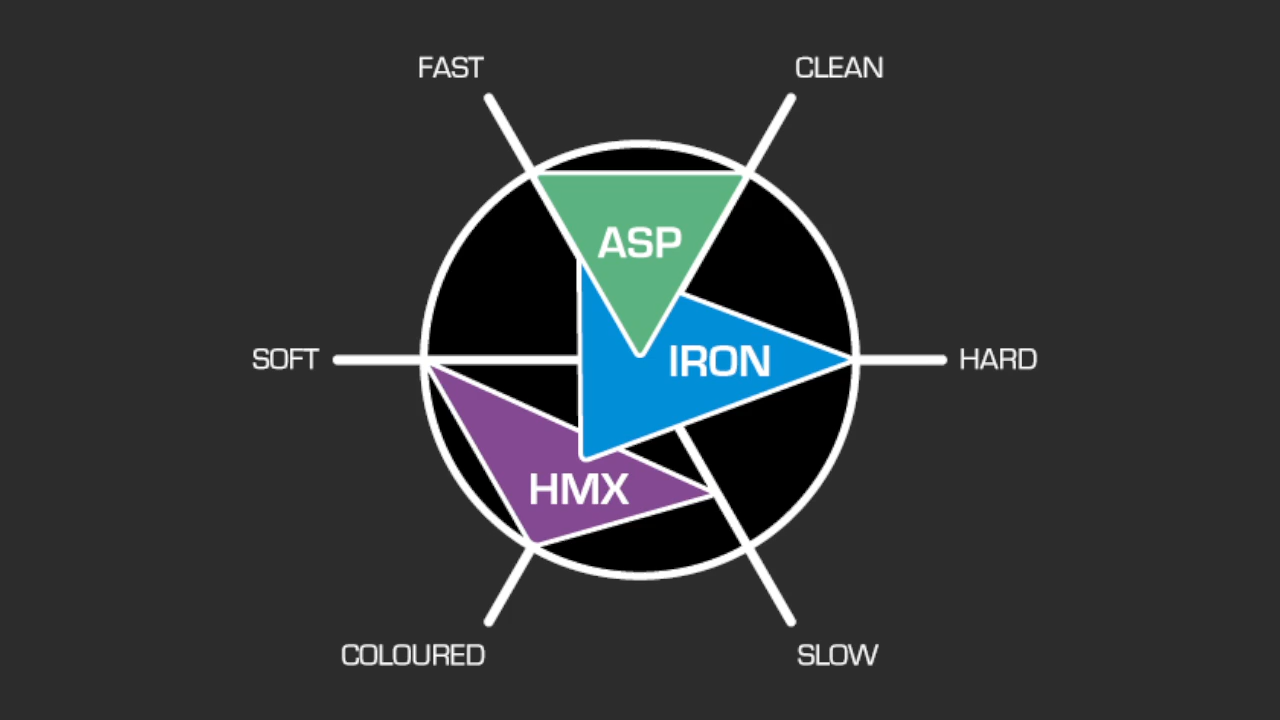 FAST
CLEAN
ASP
SOFT
IRON
HARD
HMX
COLOURED
SLOW